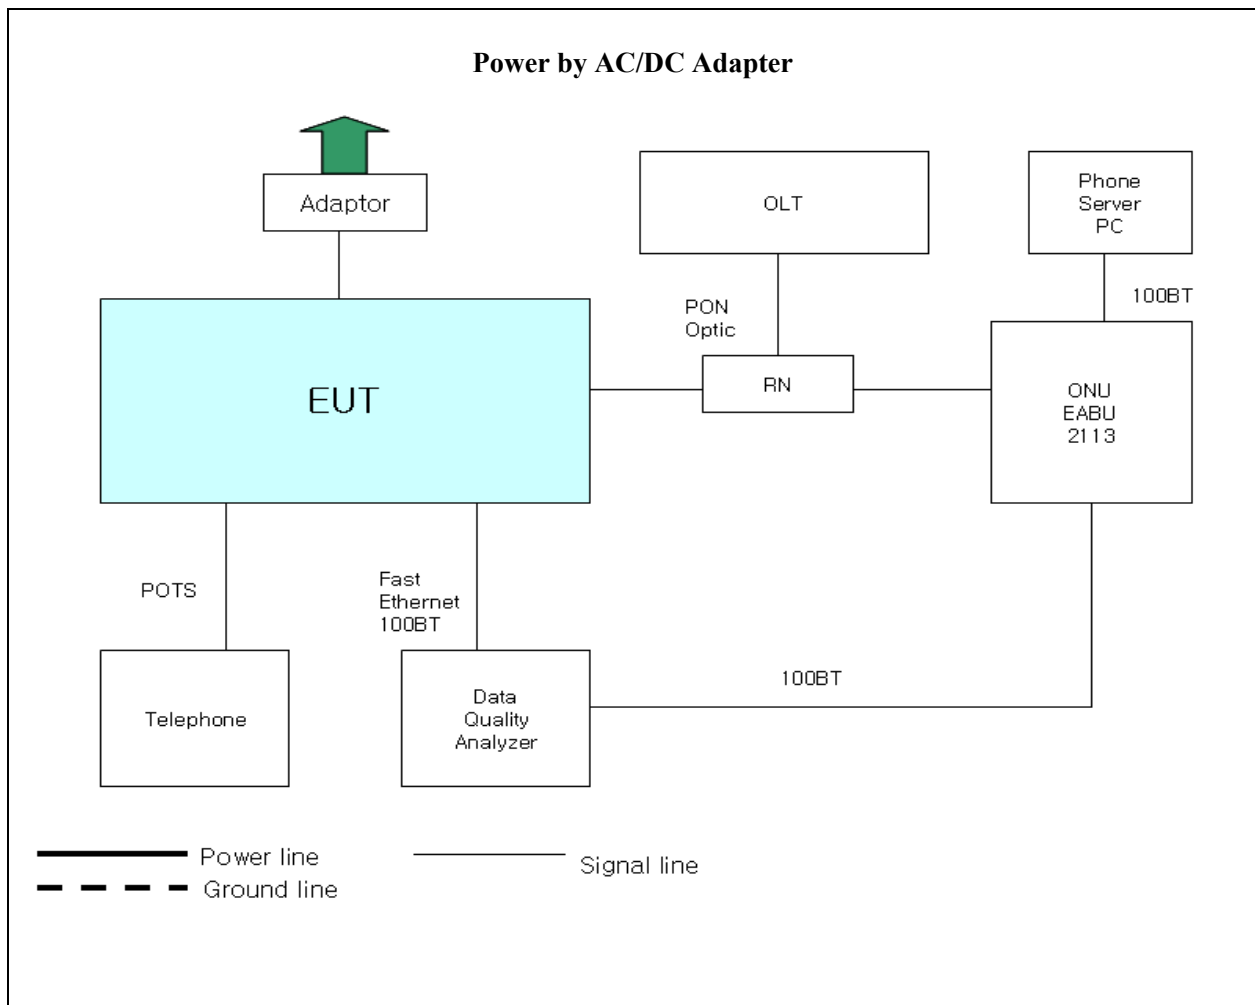 Power by AC/DC Adapter
Adaptor
OLT
Phone
Server
PC
PON
Optic
100BT
RN
EUT
ONU
EABU
2113
POTS
Fast
Ethernet
100BT
Telephone
Data
Quality
Analyzer
100BT
Power line
Signal line
Ground line